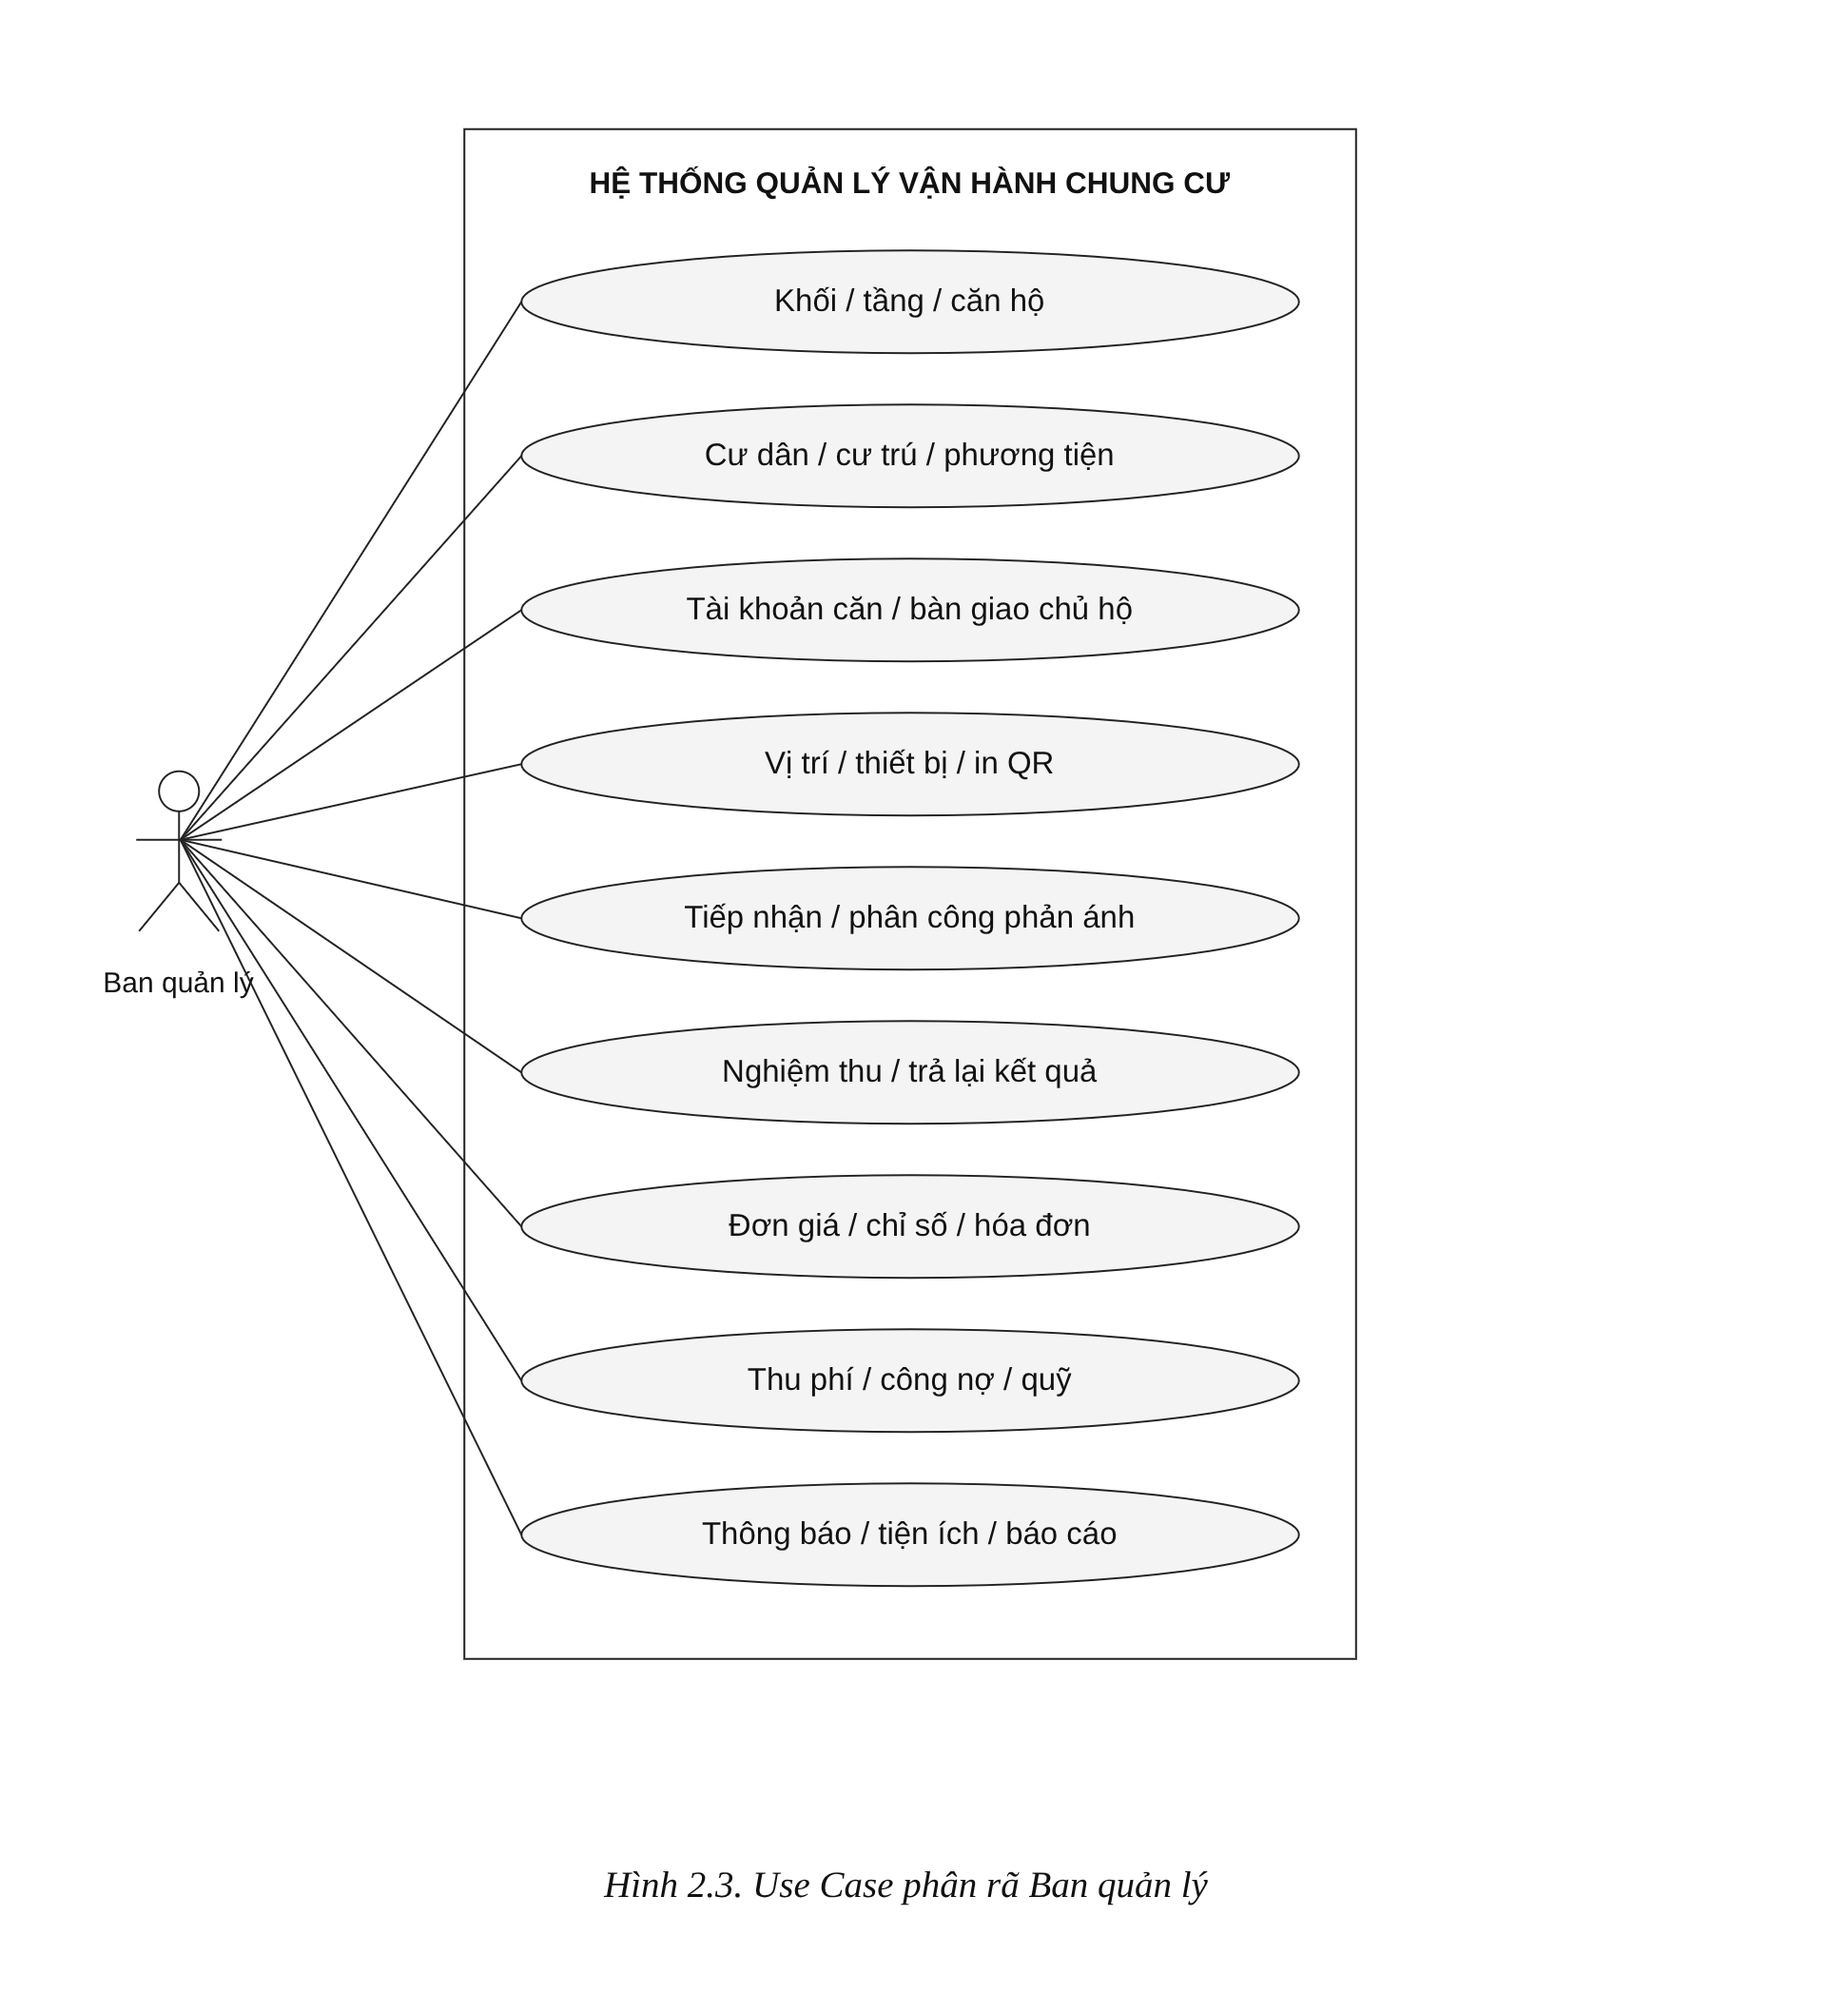 HỆ THỐNG QUẢN LÝ VẬN HÀNH CHUNG CƯ
Khối / tầng / căn hộ
Cư dân / cư trú / phương tiện
Tài khoản căn / bàn giao chủ hộ
Vị trí / thiết bị / in QR
Tiếp nhận / phân công phản ánh
Ban quản lý
Nghiệm thu / trả lại kết quả
Đơn giá / chỉ số / hóa đơn
Thu phí / công nợ / quỹ
Thông báo / tiện ích / báo cáo
Hình 2.3. Use Case phân rã Ban quản lý